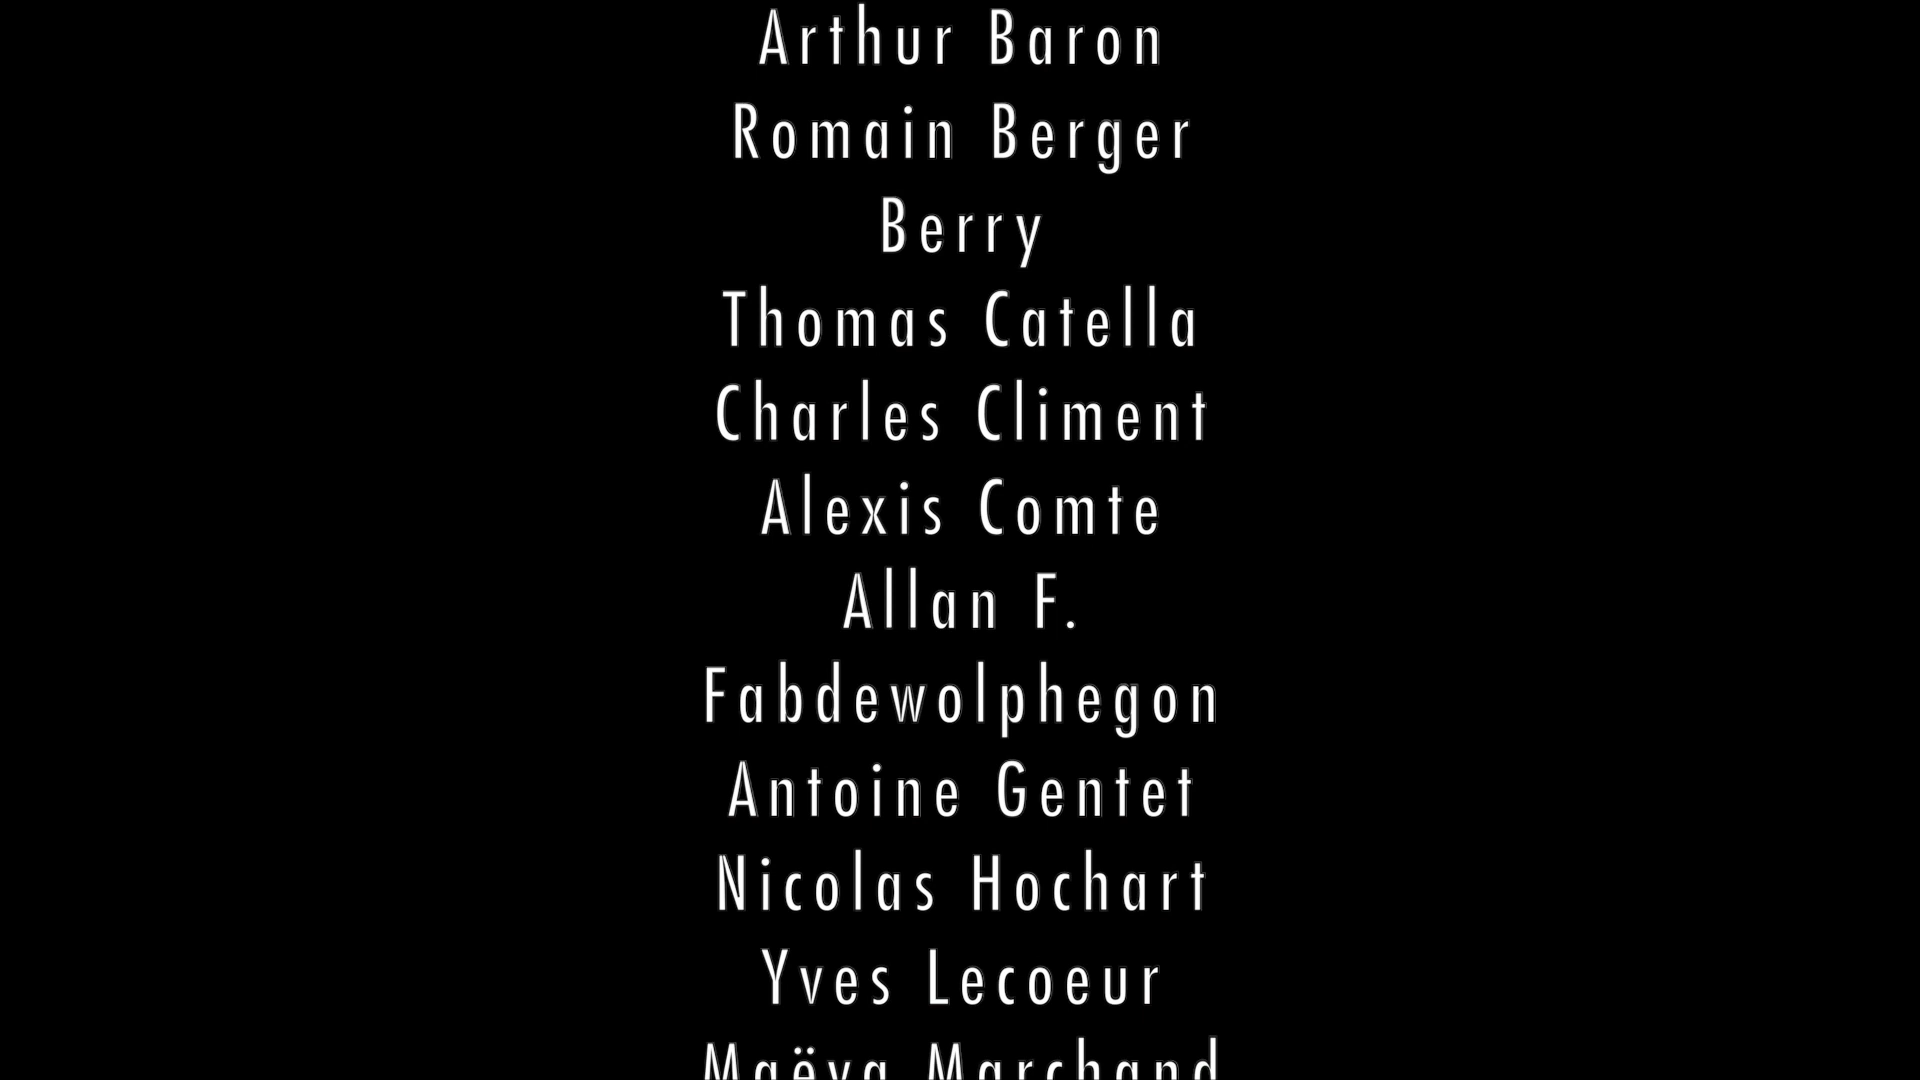 Arthur Baron
Romain Berger
Berry
Thomas Catella
Charles Climent
Alexis Comte
Allan F.
Fabdewolphegon
Antoine Gentet
Nicolas Hochart
Yves Lecoeur
Maëva Marchand